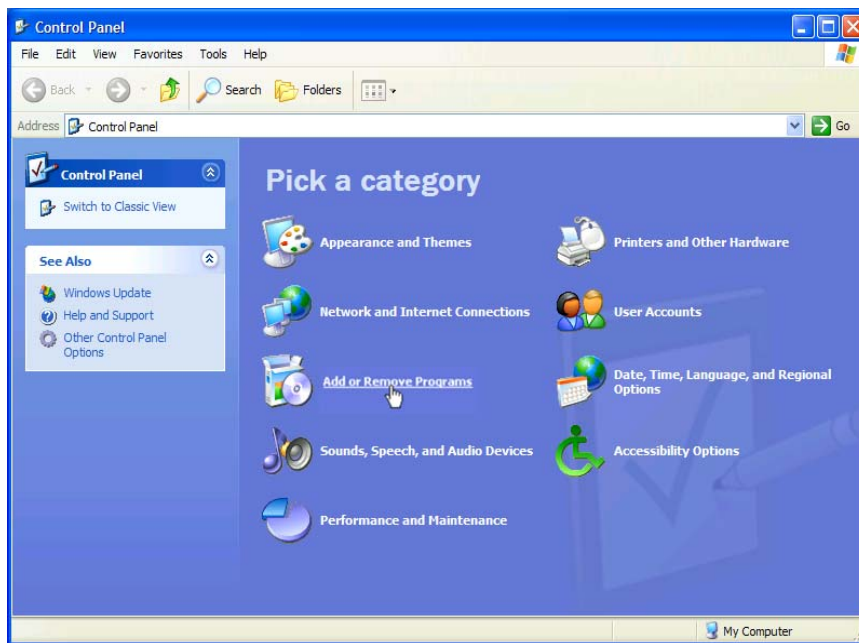 Control Panel
File Edit View Favorites Tools Help
Back Search Folders
Address Control Panel Go
Control Panel
Switch to Classic View
See Also
Windows Update
Help and Support
Other Control Panel
Options
Pick a category
Appearance and Themes
Printers and Other Hardware
Network and Internet Connections
User Accounts
Add or Remove Programs
Date, Time, Language, and Regional
Options
Sounds, Speech, and Audio Devices
Accessibility Options
Performance and Maintenance
My Computer